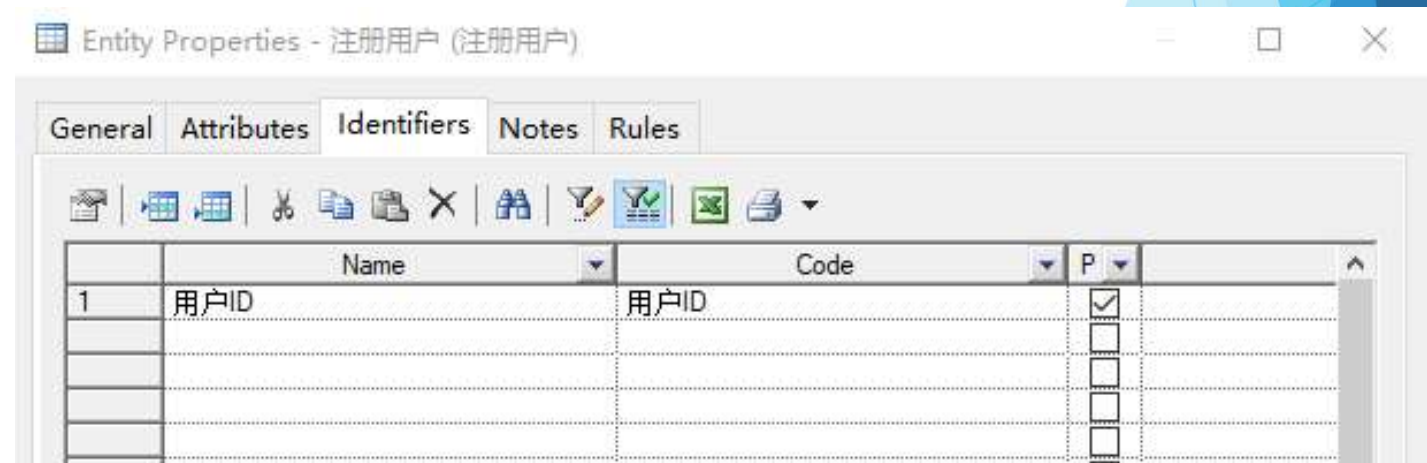 Entity Properties - 注册用户 (注册用户)
General Attributes Identifiers Notes Rules
Name Code P
1 用户ID 用户ID